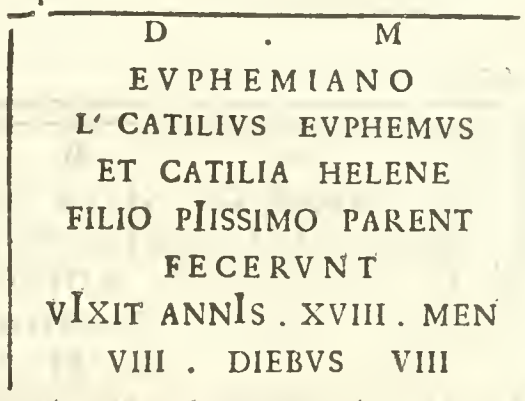 D . M
EVPHEMIANO
L' CATILIVS EVPHEMVS
ET CATILIA HELENE
FILIO PIISSIMO PARENT
FECERVNT
VIXIT ANNIS . XVIII . MEN
VIII . DIEBVS VIII